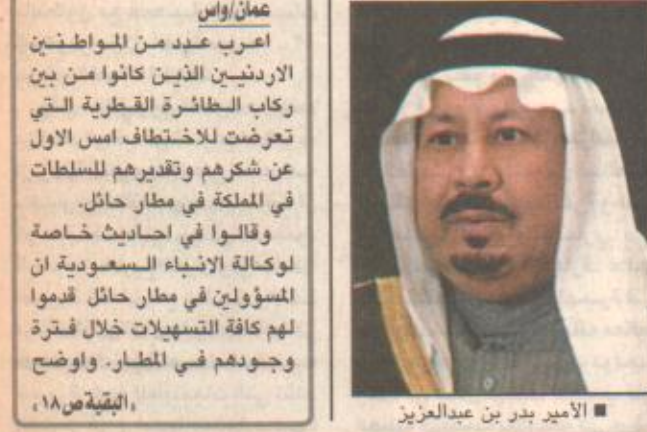 عمان/واس
اعرب عدد من المواطنين
الاردنيين الذين كانوا من بين
ركاب الطائرة القطرية التي
تعرضت للاختطاف امس الاول
عن شكرهم وتقديرهم للسلطات
في المملكة في مطار حائل.
وقالوا في احاديث خاصة
لوكالة الانباء السعودية ان
المسؤولين في مطار حائل قدموا
لهم كافة التسهيلات خلال فترة
وجودهم في المطار. واوضح
«البقية ص ١٨»
■ الأمير بدر بن عبدالعزيز